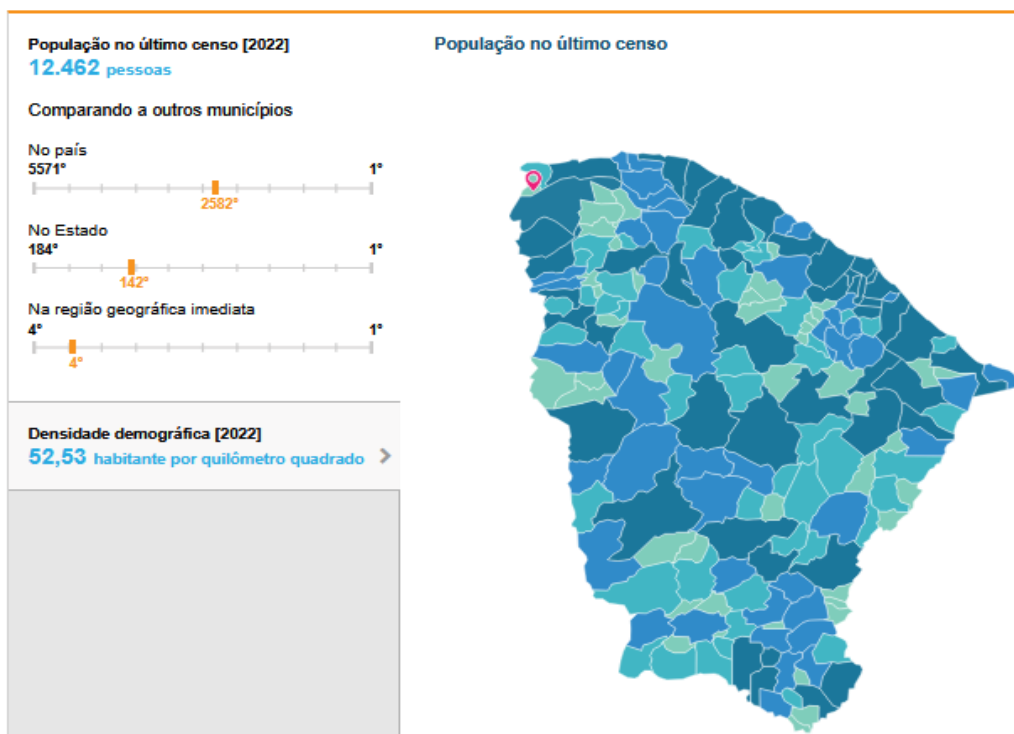 População no último censo [2022]
12.462 pessoas
Comparando a outros municípios
No país
5571° 1°
2582°
No Estado
184° 1°
142°
Na região geográfica imediata
4° 1°
4°
Densidade demográfica [2022]
52,53 habitante por quilômetro quadrado
População no último censo